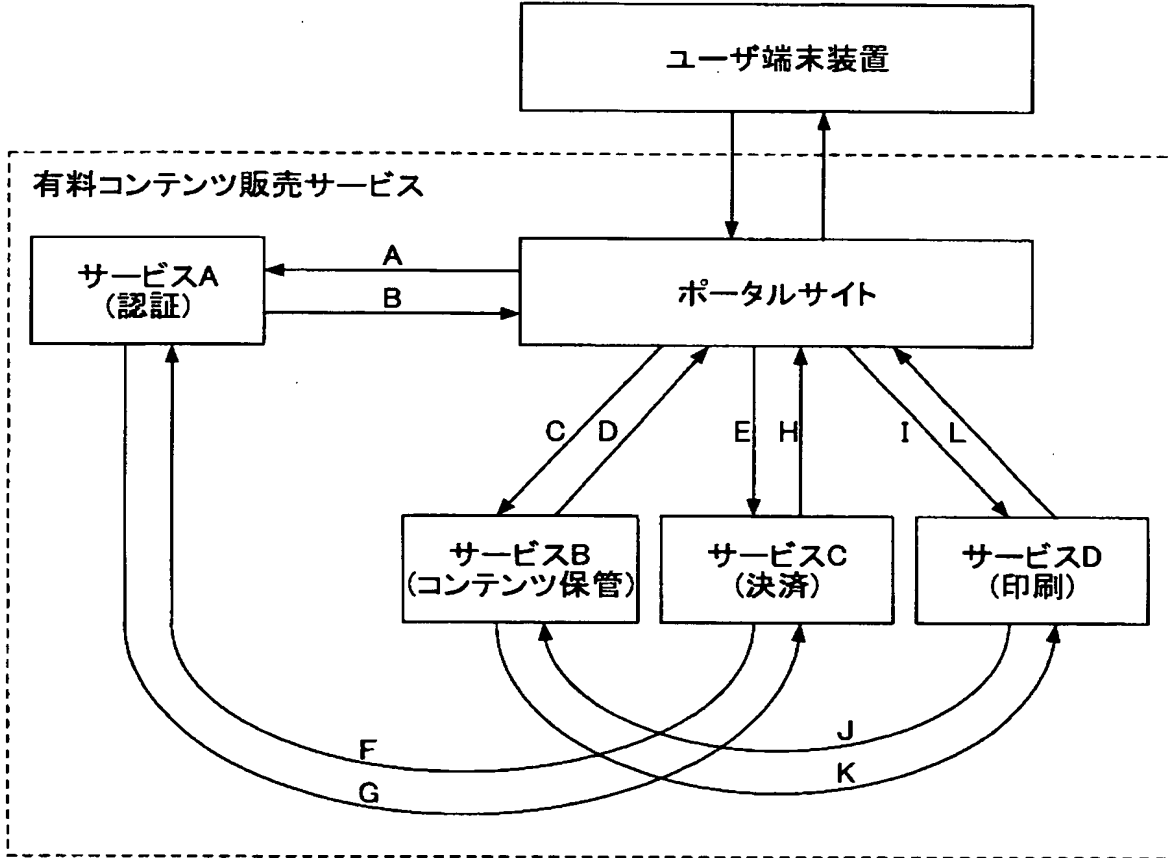 ユーザ端末装置
有料コンテンツ販売サービス
サービスA
(認証)
A
B
ポータルサイト
C
D
E
H
I
L
サービスB
(コンテンツ保管)
サービスC
(決済)
サービスD
(印刷)
F
G
J
K